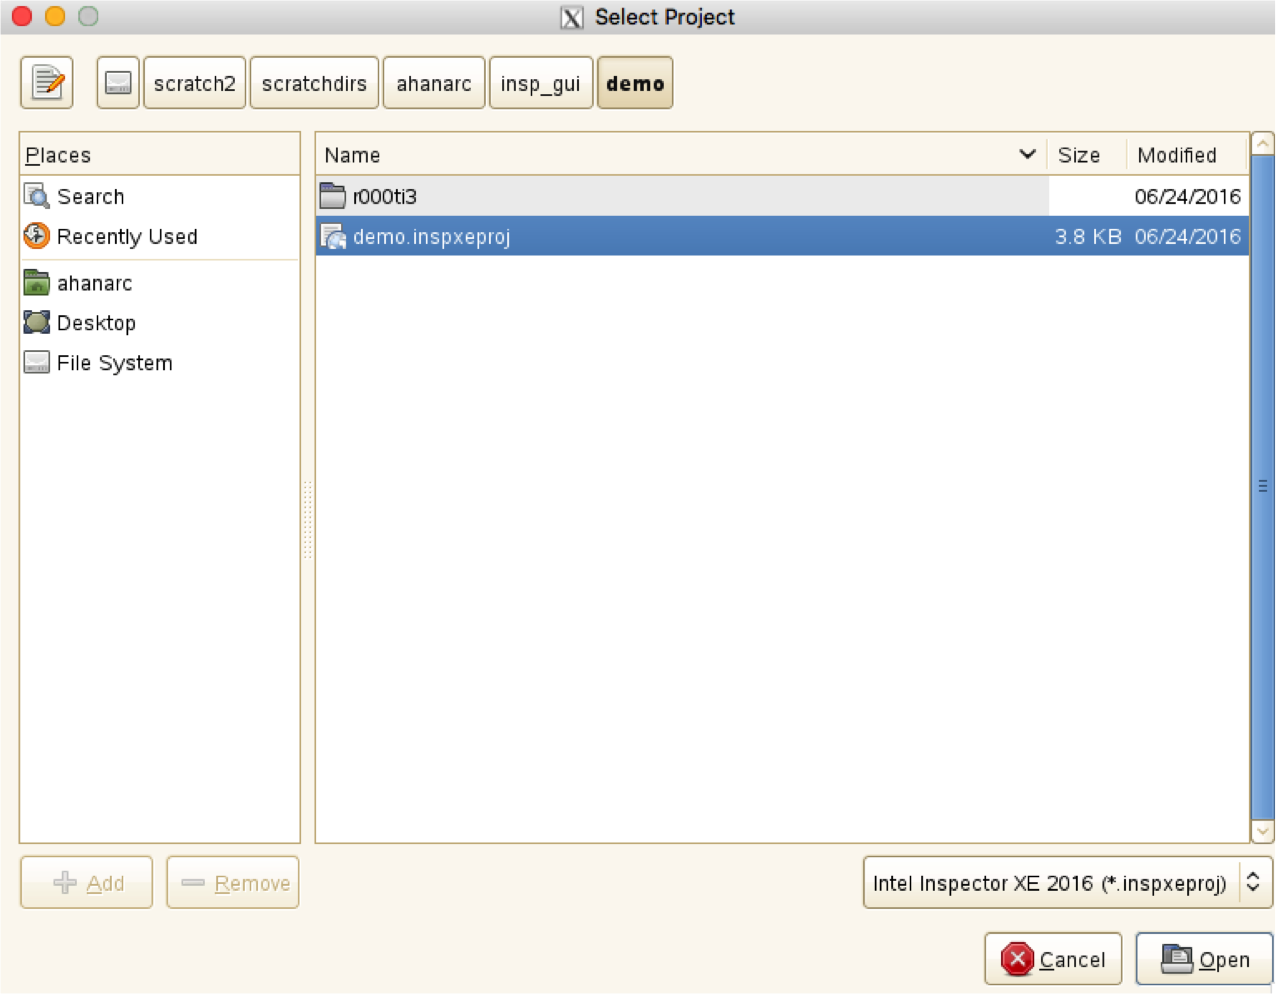 Select Project
scratch2 scratchdirs ahanarc insp_gui demo
Places
Search
Recently Used
ahanarc
Desktop
File System
Name Size Modified
r000ti3 06/24/2016
demo.inspxeproj 3.8 KB 06/24/2016
Add Remove
Intel Inspector XE 2016 (*.inspxeproj)
Cancel Open